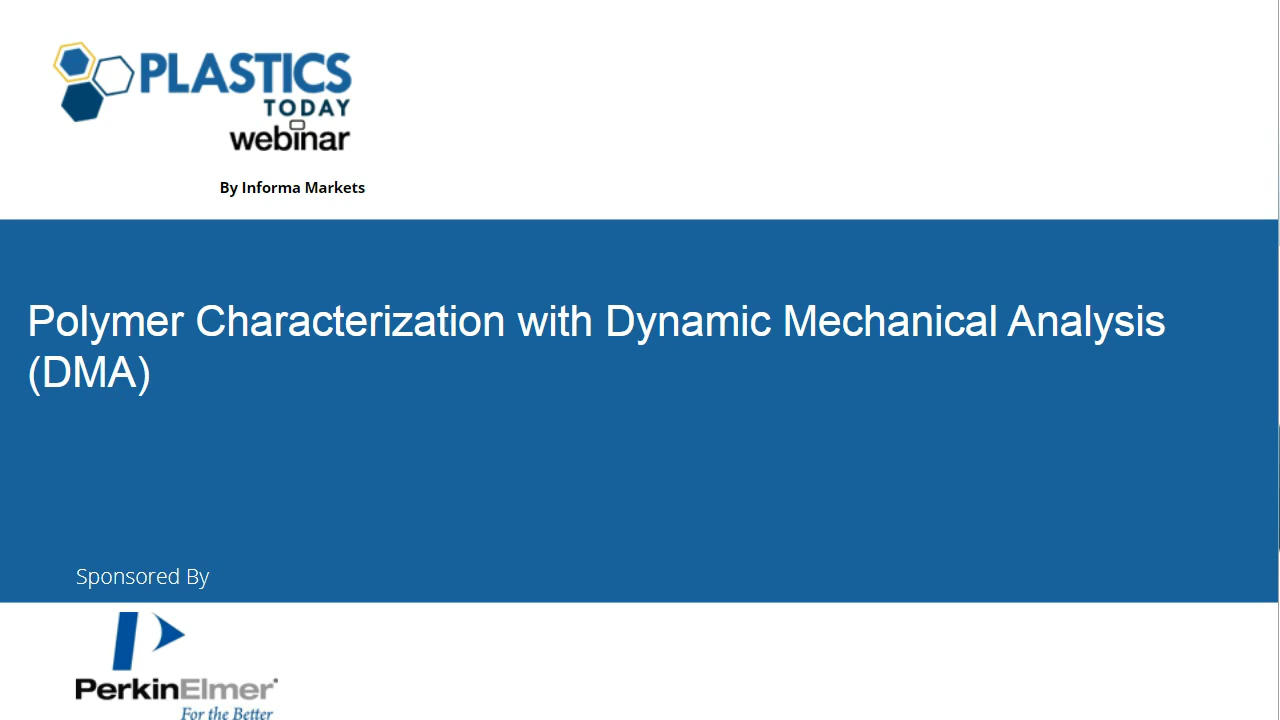 PLASTICS
TODAY
webinar
By Informa Markets
Polymer Characterization with Dynamic Mechanical Analysis
(DMA)
Sponsored By
PerkinElmer
For the Better